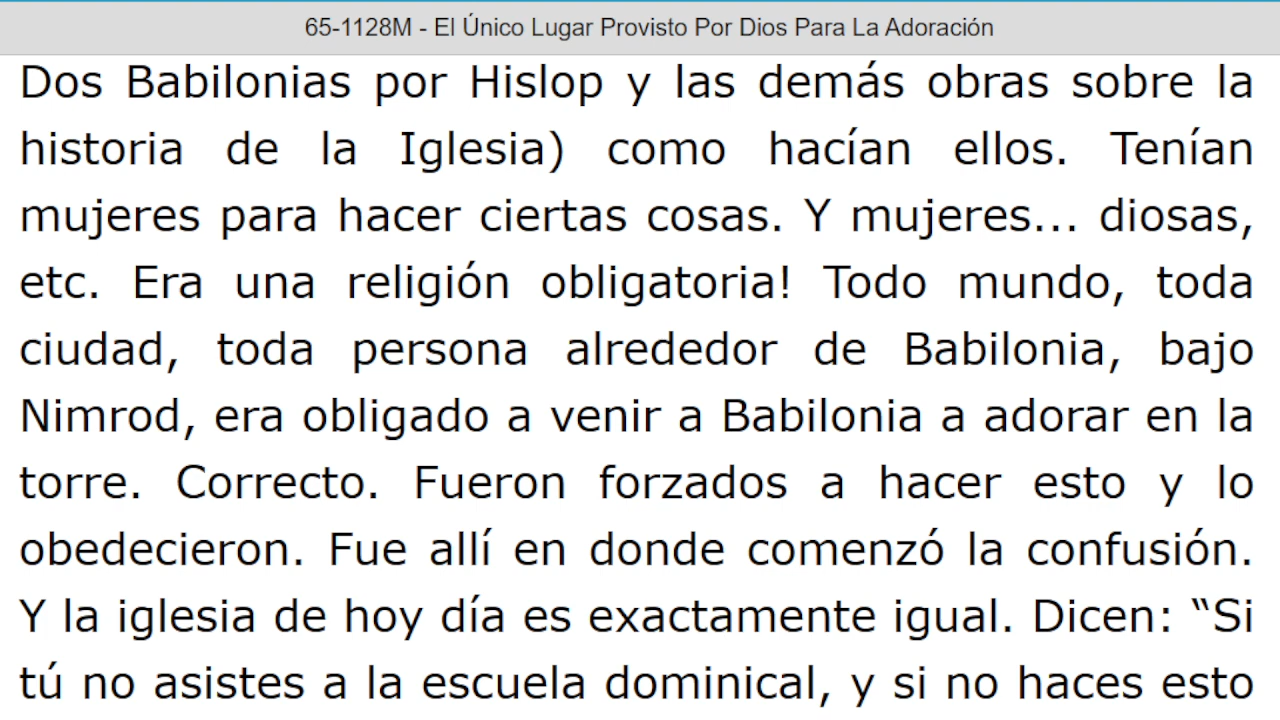 65-1128M - El Único Lugar Provisto Por Dios Para La Adoración
Dos Babilonias por Hislop y las demás obras sobre la
historia de la Iglesia) como hacían ellos. Tenían
mujeres para hacer ciertas cosas. Y mujeres... diosas,
etc. Era una religión obligatoria! Todo mundo, toda
ciudad, toda persona alrededor de Babilonia, bajo
Nimrod, era obligado a venir a Babilonia a adorar en la
torre. Correcto. Fueron forzados a hacer esto y lo
obedecieron. Fue allí en donde comenzó la confusión.
Y la iglesia de hoy día es exactamente igual. Dicen: “Si
tú no asistes a la escuela dominical, y si no haces esto